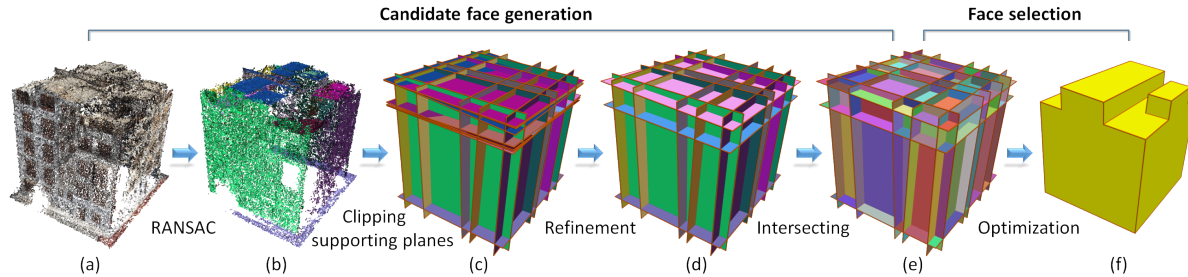 Candidate face generation
Face selection
RANSAC
Clipping
supporting planes
Refinement
Intersecting
Optimization
(a)
(b)
(c)
(d)
(e)
(f)